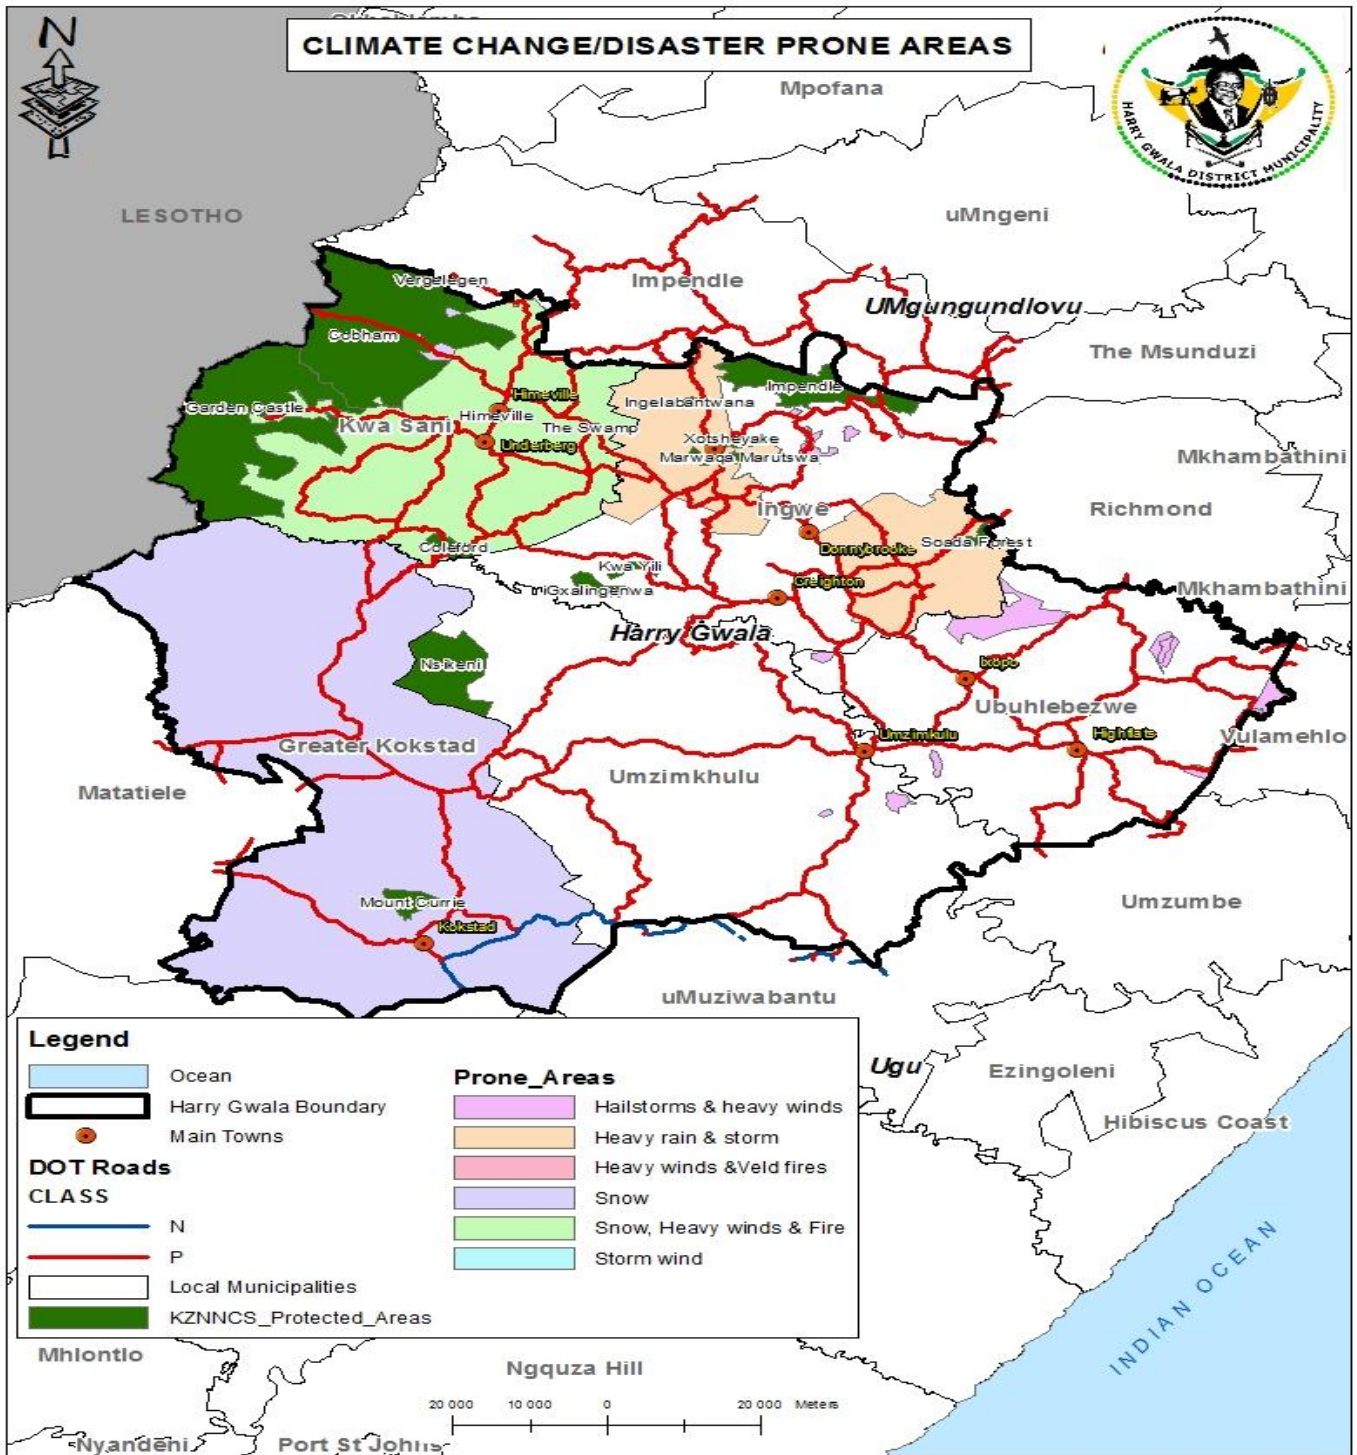 N
CLIMATE CHANGE/DISASTER PRONE AREAS
HARRY GWALA DISTRICT MUNICIPALITY
Mpofana
LESOTHO
uMngeni
Vergelegen
Impendle
UMgungundlovu
Cobham
The Msunduzi
Impendle
Himeville
Ingelabantwana
Garden Castle
Himeville
Kwa Sani
The Swamp
Xotsheyake
Underberg
Marwaqa Marutswa
Mkhambathini
Ingwe
Richmond
Donnybrooke
Soada Forest
Coleford
Kwa Yili
Creighton
iGxalingenwa
Mkhambathini
Harry Gwala
Nsikeni
Ixopo
Ubuhlebezwe
Umzimkulu
Highflats
Vulamehlo
Greater Kokstad
Umzimkhulu
Matatiele
Mount Currie
Umzumbe
Kokstad
uMuziwabantu
Ugu
Ezingoleni
Hibiscus Coast
INDIAN OCEAN
Legend
Ocean
Harry Gwala Boundary
Main Towns
DOT Roads
CLASS
N
P
Local Municipalities
KZNNCS_Protected_Areas
Prone_Areas
Hailstorms & heavy winds
Heavy rain & storm
Heavy winds &Veld fires
Snow
Snow, Heavy winds & Fire
Storm wind
Mhlontlo
Ngquza Hill
20 000 10 000 0 20 000 Meters
Nyandeni
Port St Johns